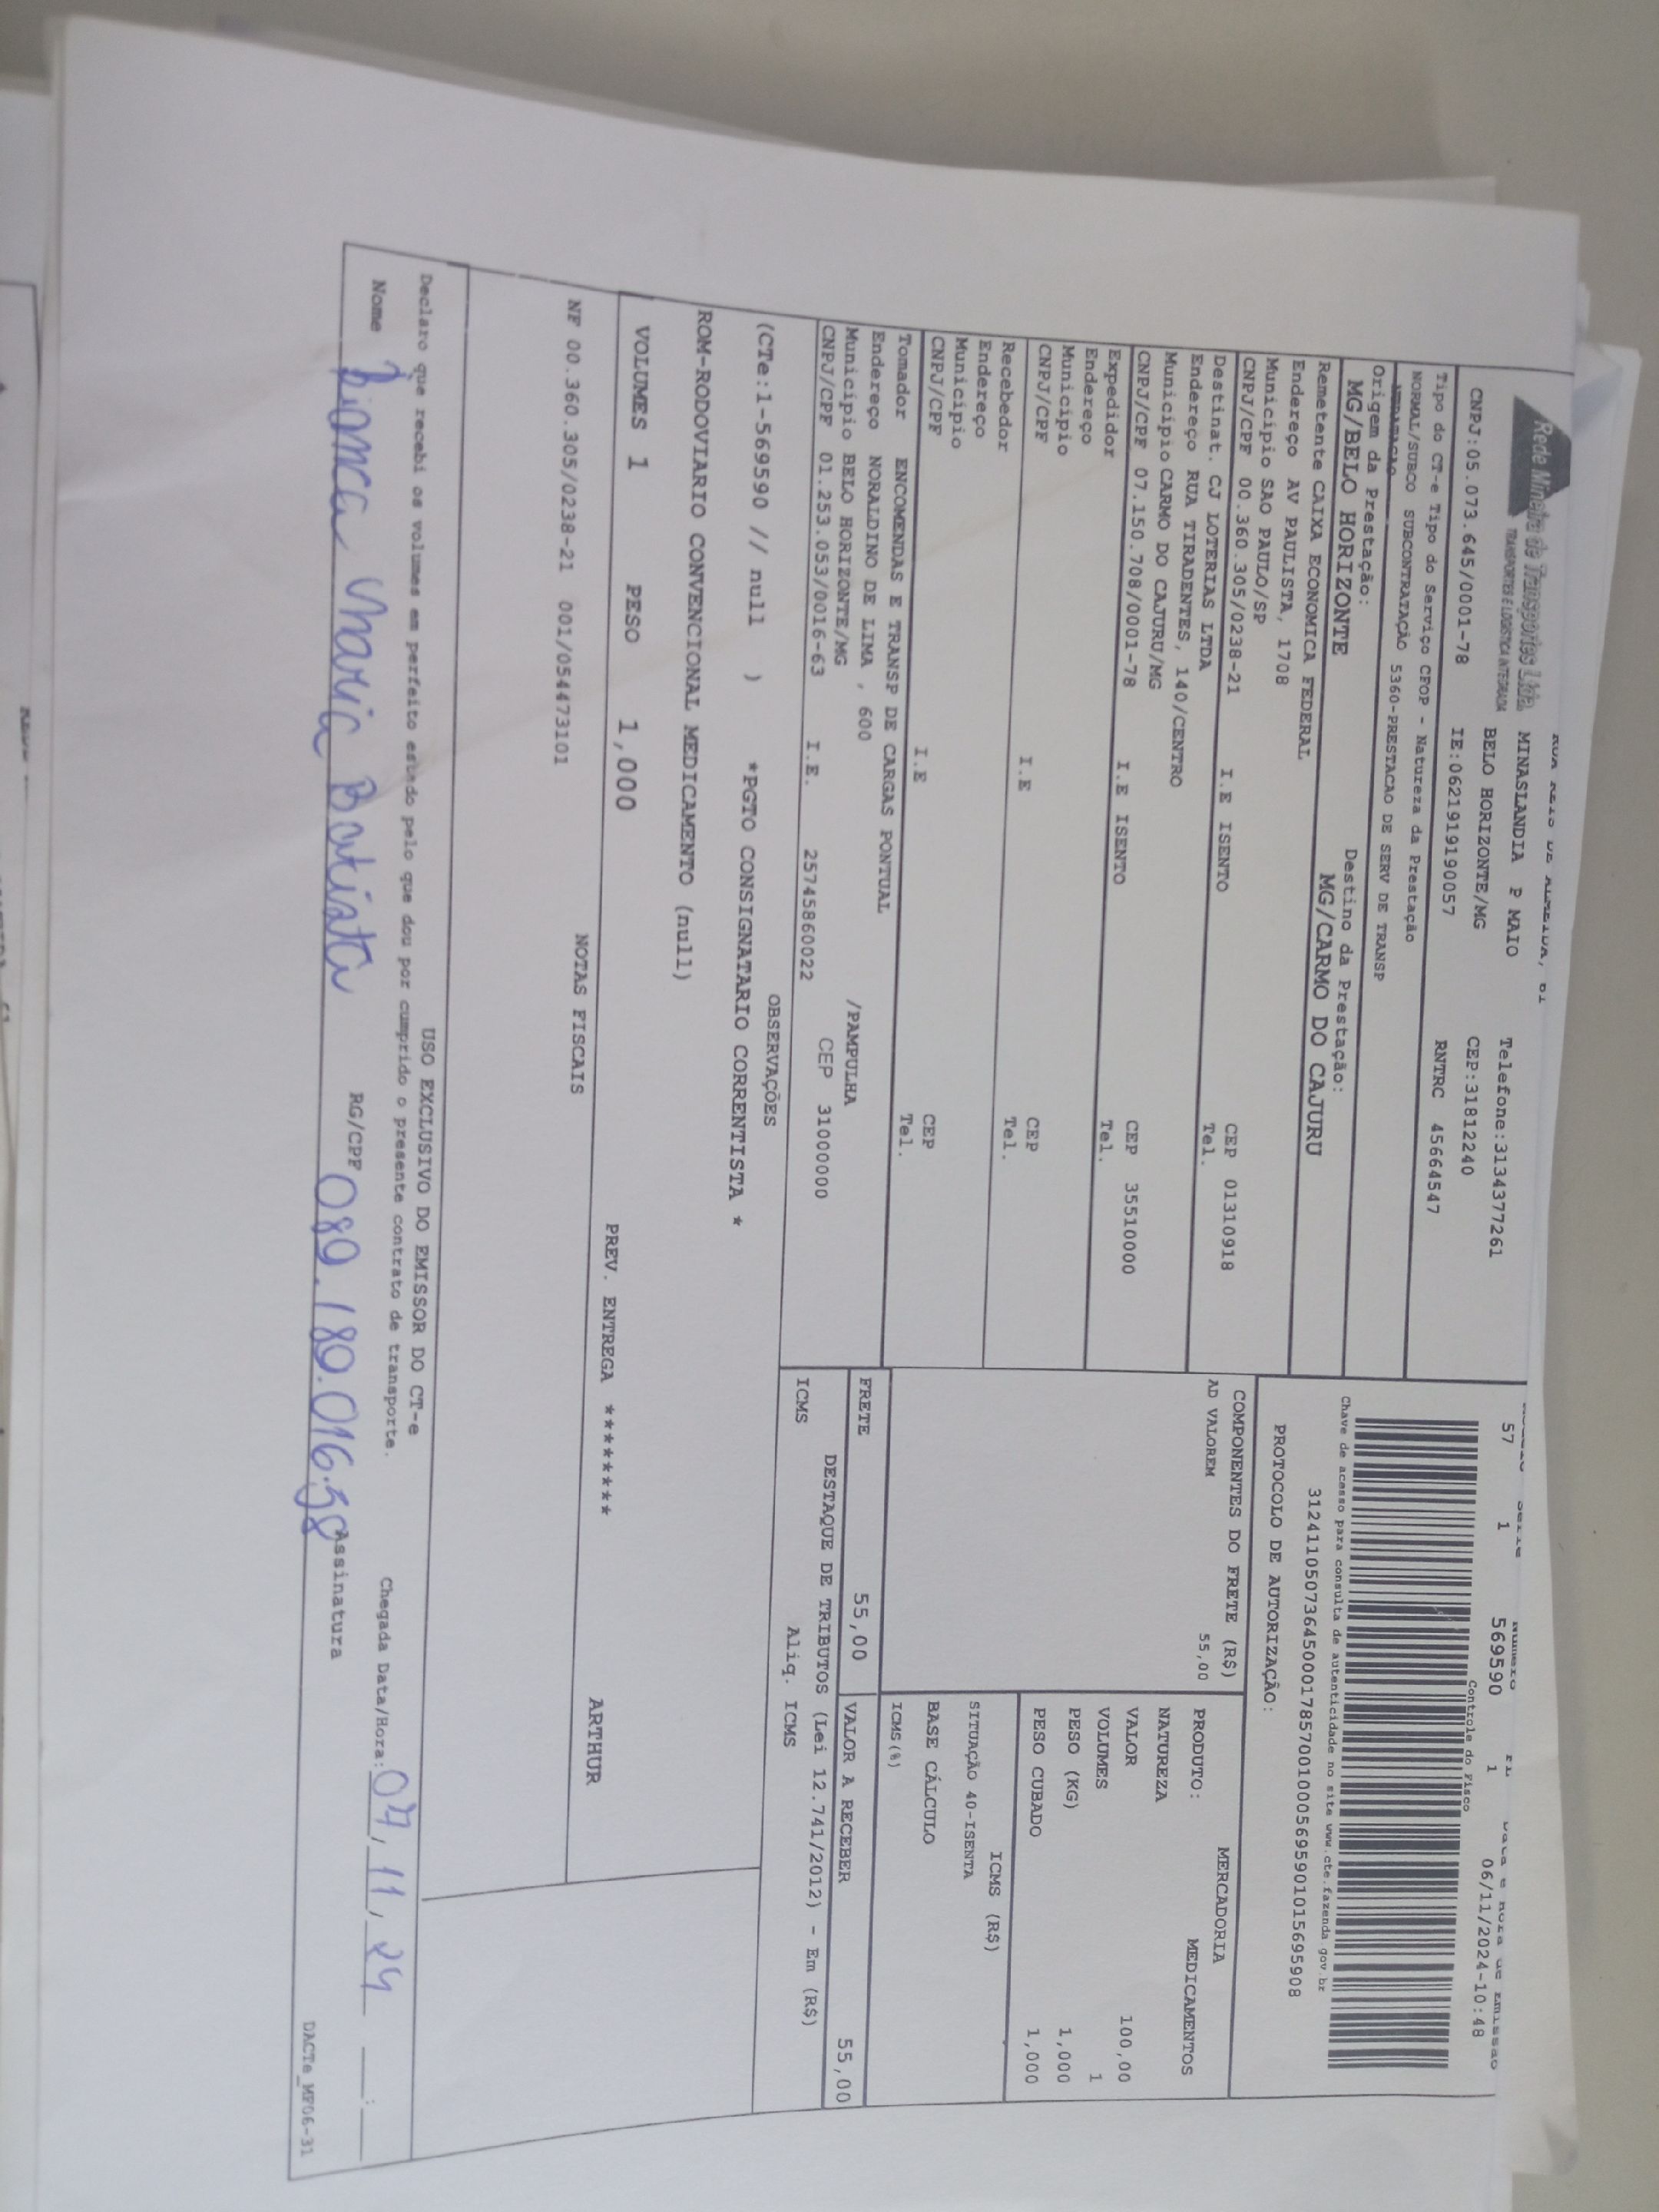 Rede Mineira de Transportes Ltda.
TRANSPORTES E LOGISTICA INTEGRADA
MINASLANDIA P MAIO Telefone:3134377261
BELO HORIZONTE/MG CEP:31812240
CNPJ:05.073.645/0001-78 IE:0621919190057 RNTRC 45664547
57 1 569590 1 06/11/2024-10:48
Controle do Fisco
Tipo do CT-e Tipo do Serviço CFOP - Natureza da Prestação
NORMAL/SUBCO SUBCONTRATAÇÃO 5360-PRESTACAO DE SERV DE TRANSP
Chave de acesso para consulta de autenticidade no site www.cte.fazenda.gov.br
31241105073645000178570010005695901015695908
PROTOCOLO DE AUTORIZAÇÃO:
Origem da Prestação: Destino da Prestação:
MG/BELO HORIZONTE MG/CARMO DO CAJURU
Remetente CAIXA ECONOMICA FEDERAL
Endereço AV PAULISTA, 1708
Municipio SAO PAULO/SP CEP 01310918
CNPJ/CPF 00.360.305/0238-21 I.E ISENTO Tel.
Destinat. CJ LOTERIAS LTDA
Endereço RUA TIRADENTES, 140/CENTRO
Municipio CARMO DO CAJURU/MG CEP 35510000
CNPJ/CPF 07.150.708/0001-78 I.E ISENTO Tel.
Expedidor
Endereço
Municipio CEP
CNPJ/CPF I.E Tel.
Recebedor
Endereço
Municipio CEP
CNPJ/CPF I.E Tel.
Tomador ENCOMENDAS E TRANSP DE CARGAS PONTUAL
Endereço NORALDINO DE LIMA , 600 /PAMPULHA
Municipio BELO HORIZONTE/MG CEP 31000000
CNPJ/CPF 01.253.053/0016-63 I.E. 25745860022
COMPONENTES DO FRETE (R$)
AD VALOREM 55,00
MERCADORIA
PRODUTO: MEDICAMENTOS
NATUREZA
VALOR 100,00
VOLUMES 1
PESO (KG) 1,000
PESO CUBADO 1,000
ICMS (R$)
SITUAÇÃO 40-ISENTA
BASE CÁLCULO
ICMS(%)
FRETE 55,00 VALOR A RECEBER 55,00
DESTAQUE DE TRIBUTOS (Lei 12.741/2012) - Em (R$)
ICMS Aliq. ICMS
OBSERVAÇÕES
(CTe:1-569590 // null ) *PGTO CONSIGNATARIO CORRENTISTA *
ROM-RODOVIARIO CONVENCIONAL MEDICAMENTO (null)
VOLUMES 1 PESO 1,000 PREV. ENTREGA ******** ARTHUR
NOTAS FISCAIS
NF 00.360.305/0238-21 001/054473101
USO EXCLUSIVO DO EMISSOR DO CT-e
Declaro que recebi os volumes em perfeito estado pelo que dou por cumprido o presente contrato de transporte.
Chegada Data/Hora: 07/11/24 __:__
Nome Bianca Maria Batista RG/CPF 089.180.016.58 Assinatura
DACTe_MF06-31